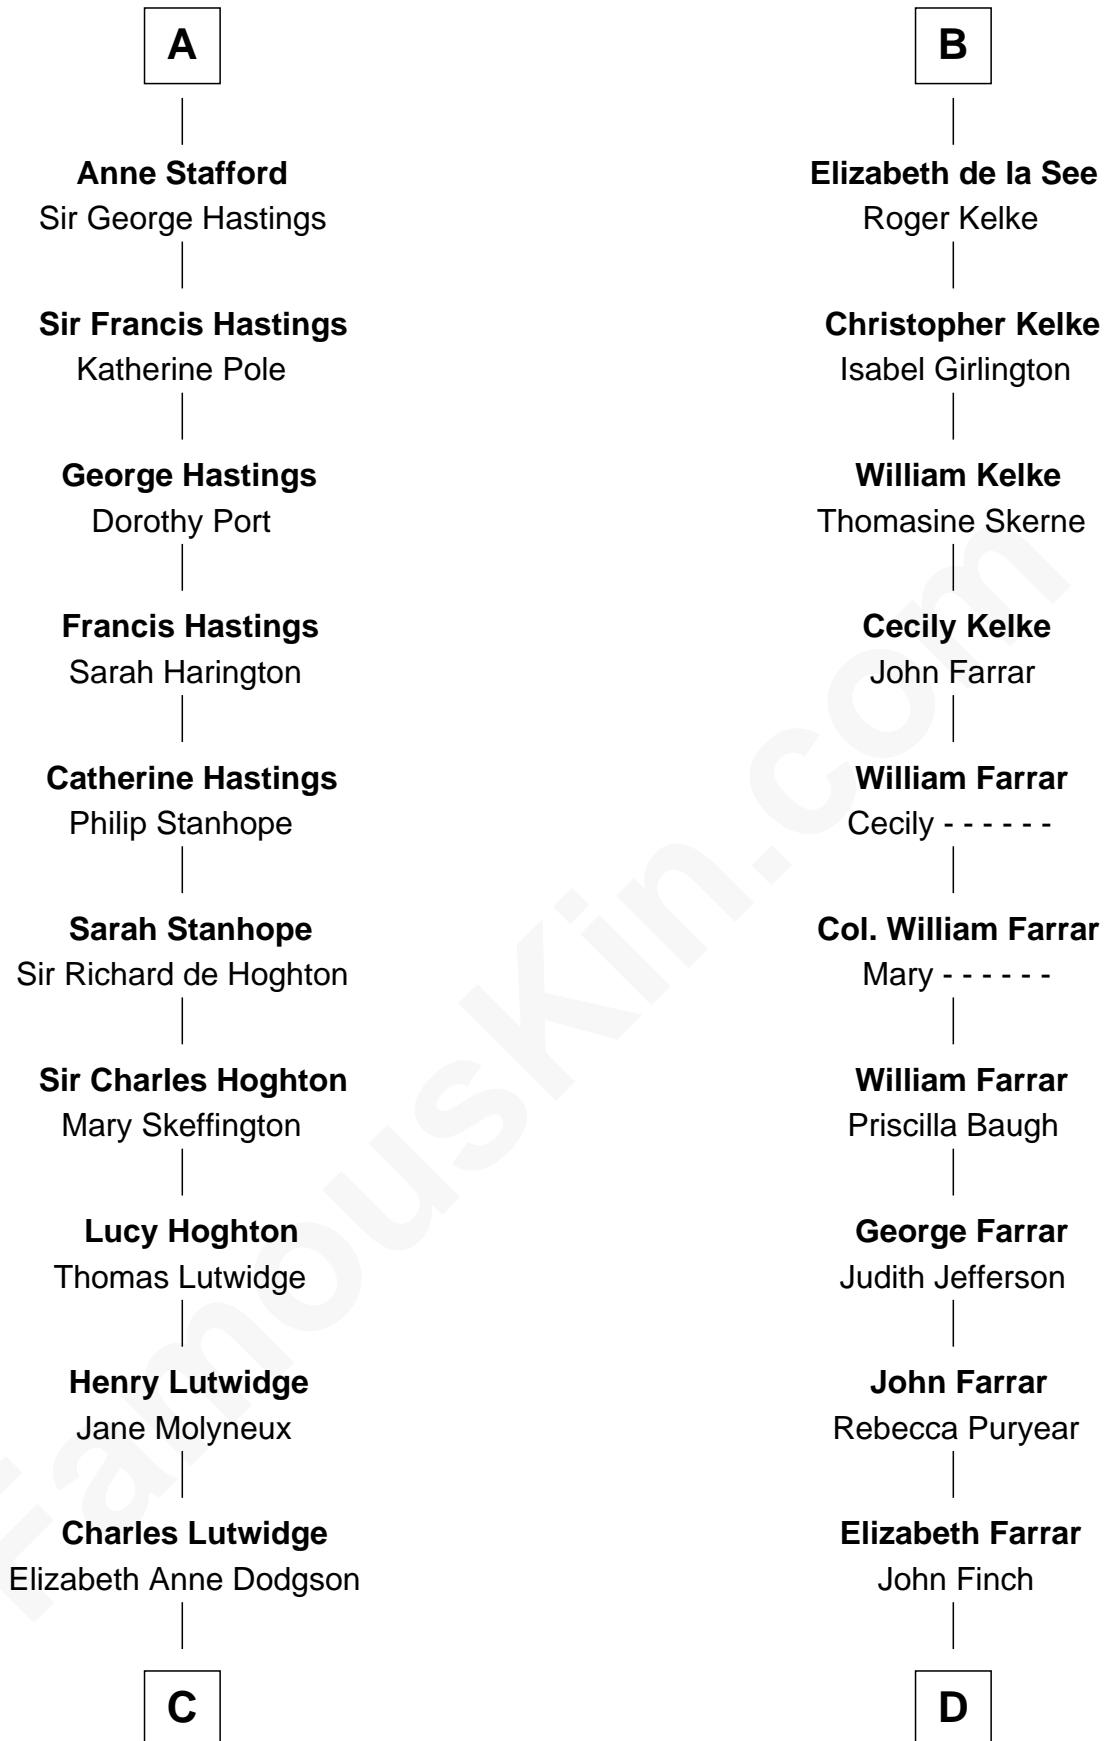 A
Anne Stafford
Sir George Hastings
Sir Francis Hastings
Katherine Pole
George Hastings
Dorothy Port
Francis Hastings
Sarah Harington
Catherine Hastings
Philip Stanhope
Sarah Stanhope
Sir Richard de Hoghton
Sir Charles Hoghton
Mary Skeffington
Lucy Hoghton
Thomas Lutwidge
Henry Lutwidge
Jane Molyneux
Charles Lutwidge
Elizabeth Anne Dodgson
C
B
Elizabeth de la See
Roger Kelke
Christopher Kelke
Isabel Girlington
William Kelke
Thomasine Skerne
Cecily Kelke
John Farrar
William Farrar
Cecily - - - - - -
Col. William Farrar
Mary - - - - - -
William Farrar
Priscilla Baugh
George Farrar
Judith Jefferson
John Farrar
Rebecca Puryear
Elizabeth Farrar
John Finch
D
FamousKin.com